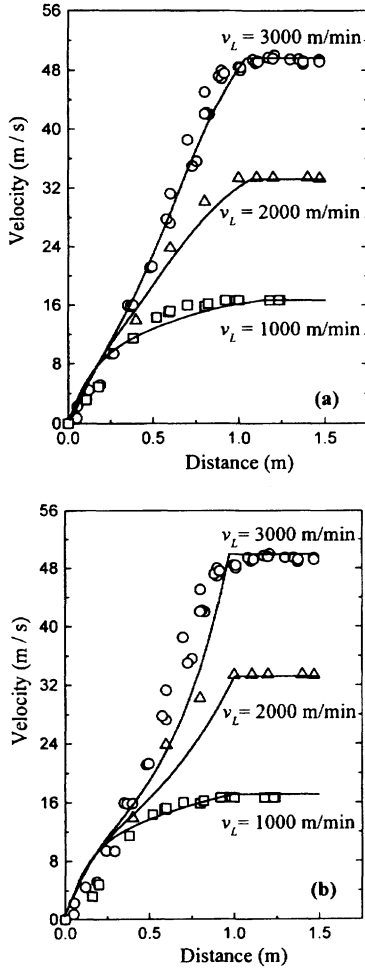 56
48
40
32
24
16
8
0
Velocity (m / s)
v_L = 3000 m/min
v_L = 2000 m/min
v_L = 1000 m/min
(a)
0.0 0.5 1.0 1.5
Distance (m)
56
48
40
32
24
16
8
0
Velocity (m / s)
v_L = 3000 m/min
v_L = 2000 m/min
v_L = 1000 m/min
(b)
0.0 0.5 1.0 1.5
Distance (m)